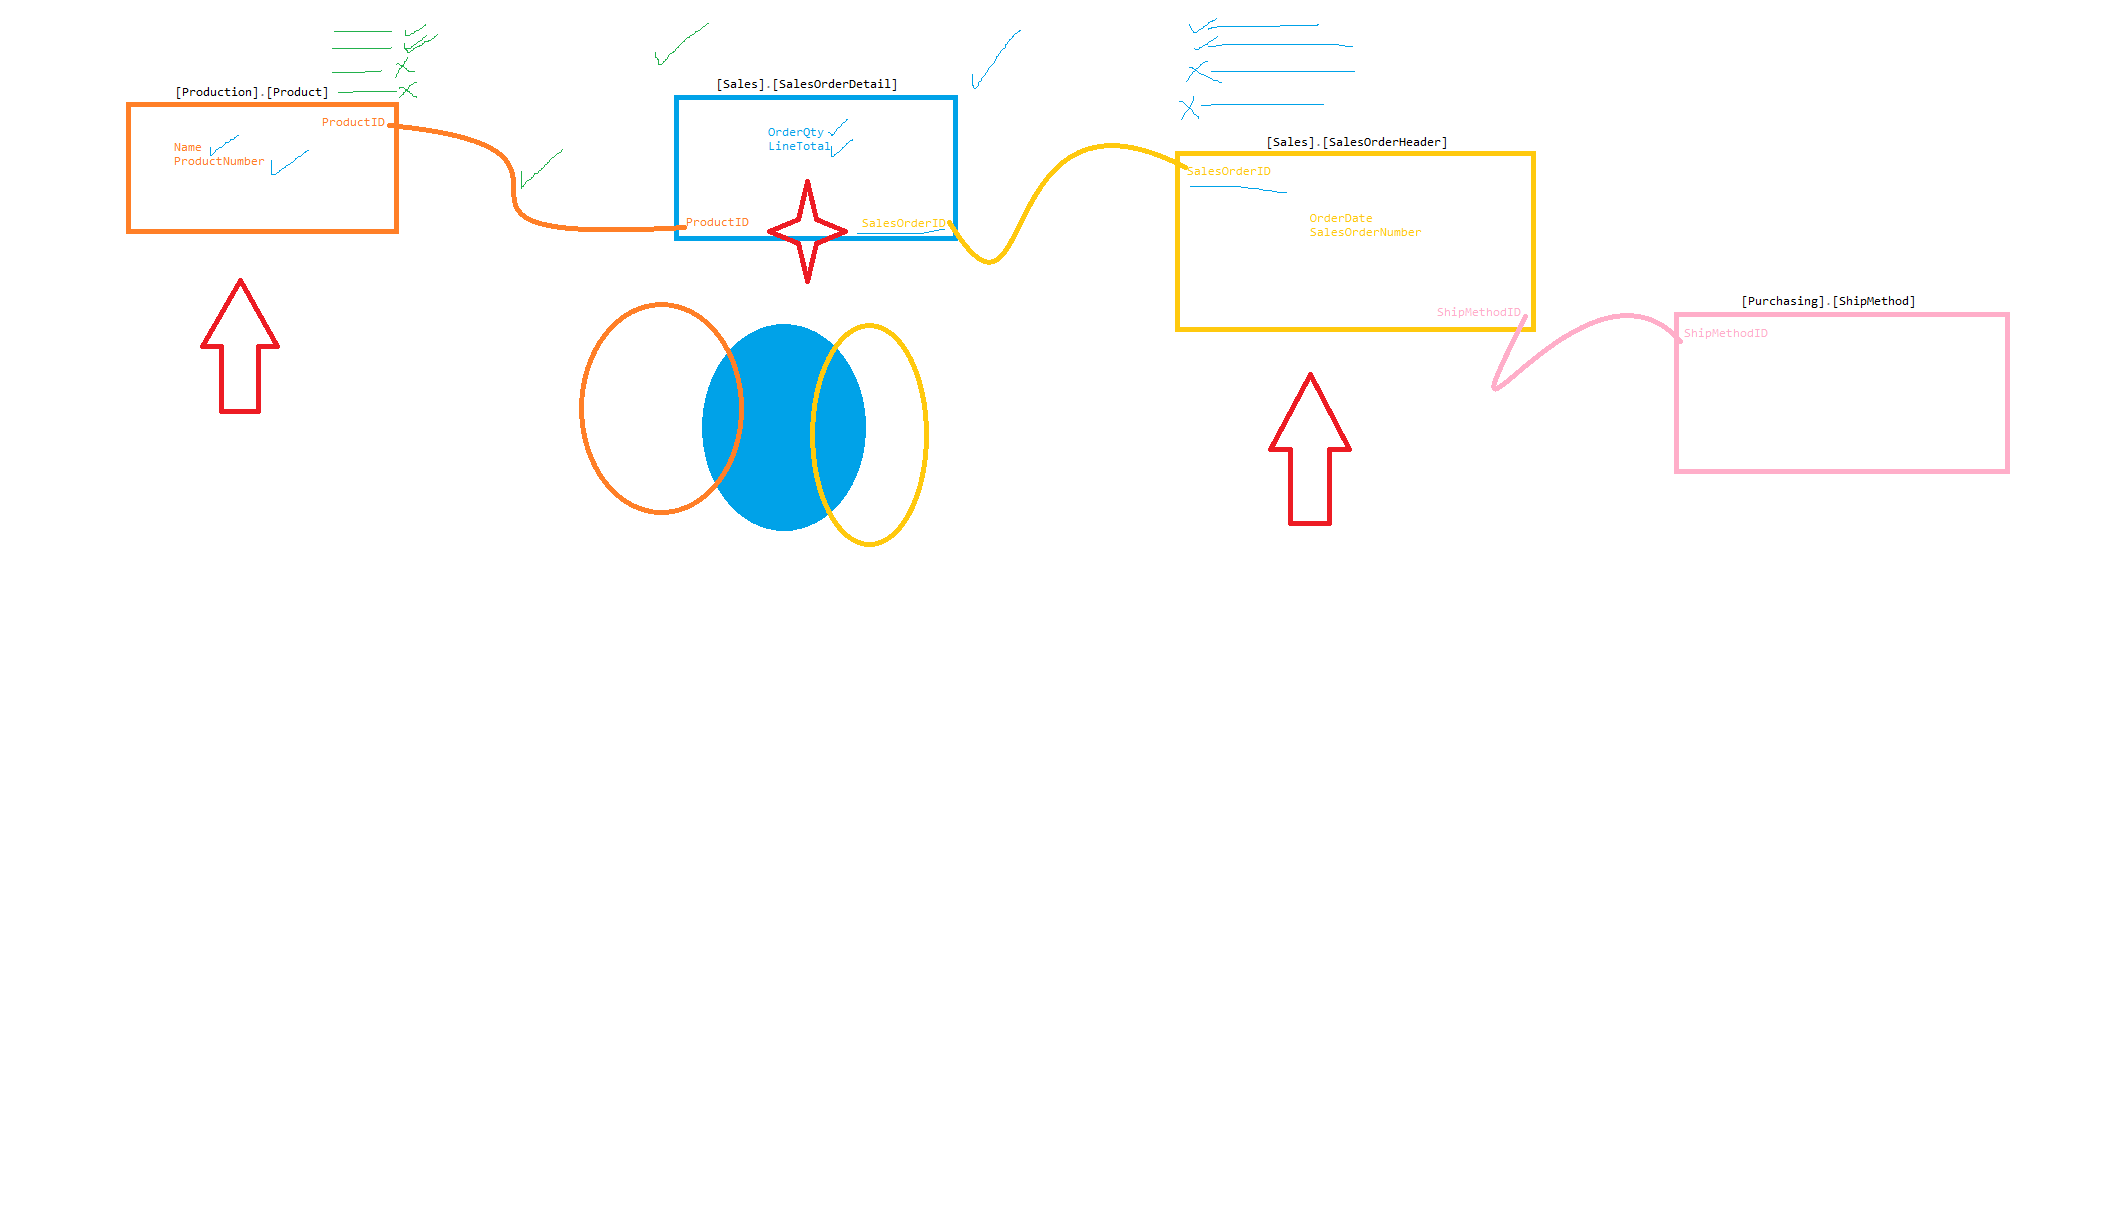 [Production].[Product]
ProductID
Name
ProductNumber
[Sales].[SalesOrderDetail]
OrderQty
LineTotal
ProductID
SalesOrderID
[Sales].[SalesOrderHeader]
SalesOrderID
OrderDate
SalesOrderNumber
ShipMethodID
[Purchasing].[ShipMethod]
ShipMethodID